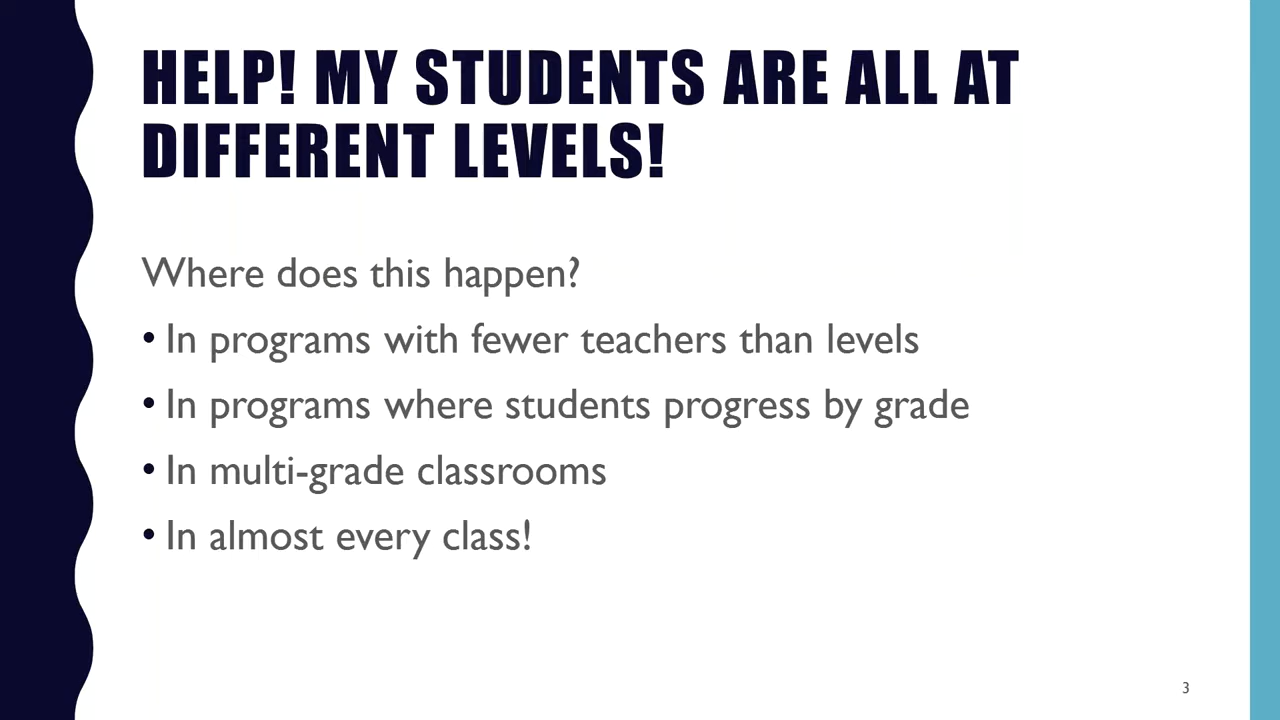 HELP! MY STUDENTS ARE ALL AT
DIFFERENT LEVELS!
Where does this happen?
• In programs with fewer teachers than levels
• In programs where students progress by grade
• In multi-grade classrooms
• In almost every class!
3